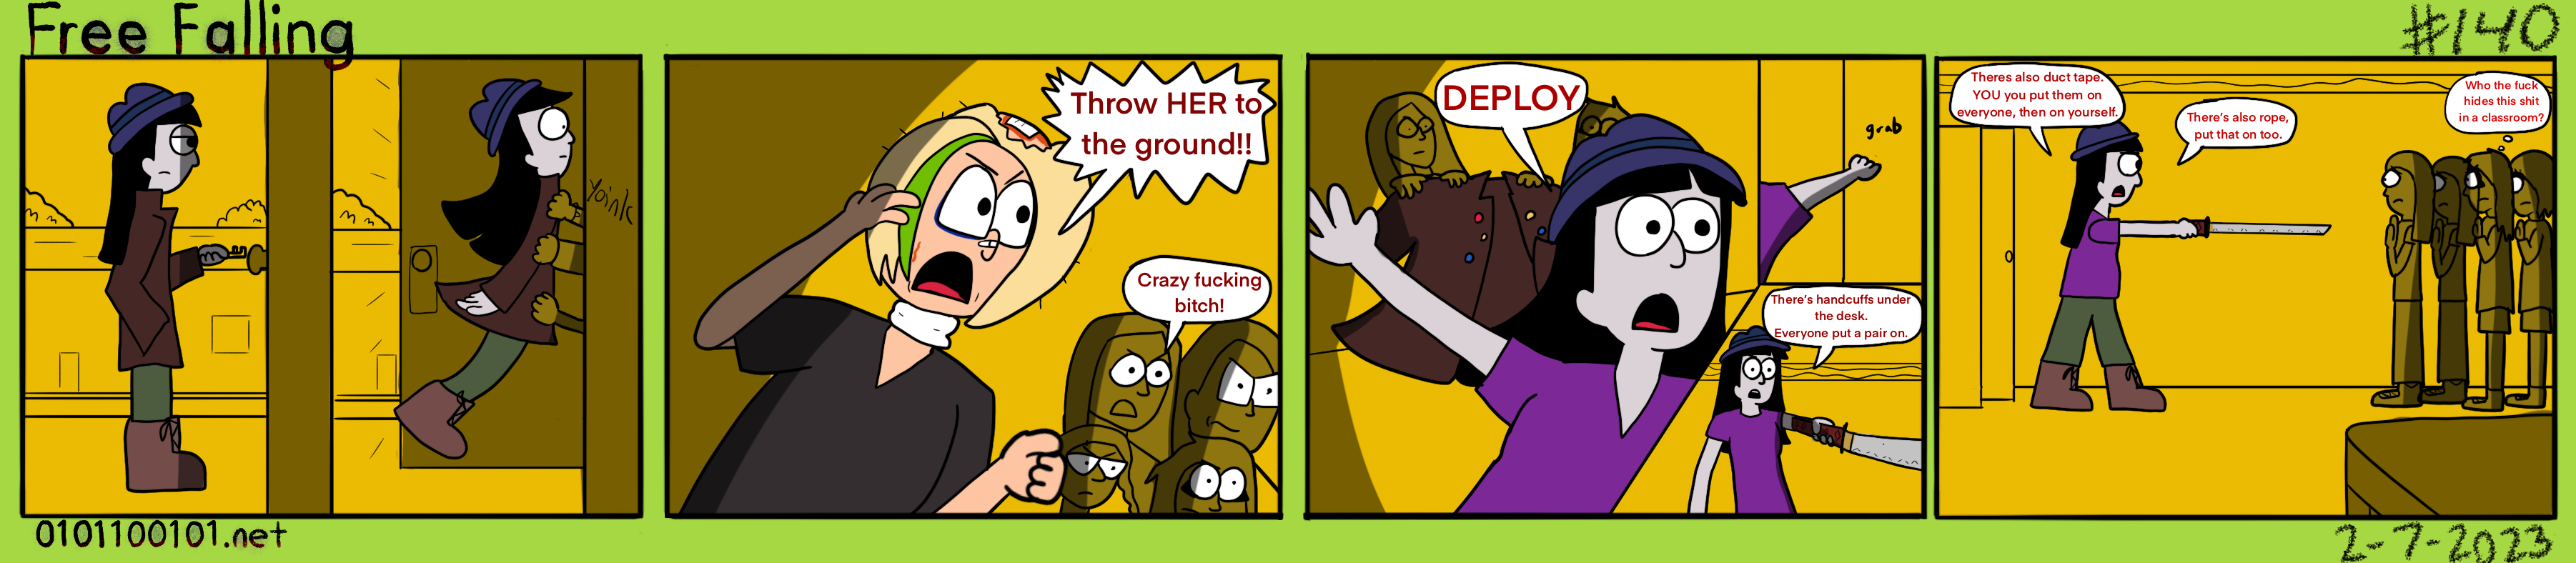 Free Falling
#140
Yoink
Throw HER to
the ground!!
Crazy fucking
bitch!
DEPLOY
grab
There's handcuffs under
the desk.
Everyone put a pair on.
Theres also duct tape.
YOU you put them on
everyone, then on yourself.
There's also rope,
put that on too.
Who the fuck
hides this shit
in a classroom?
0101100101.net
2-7-2023